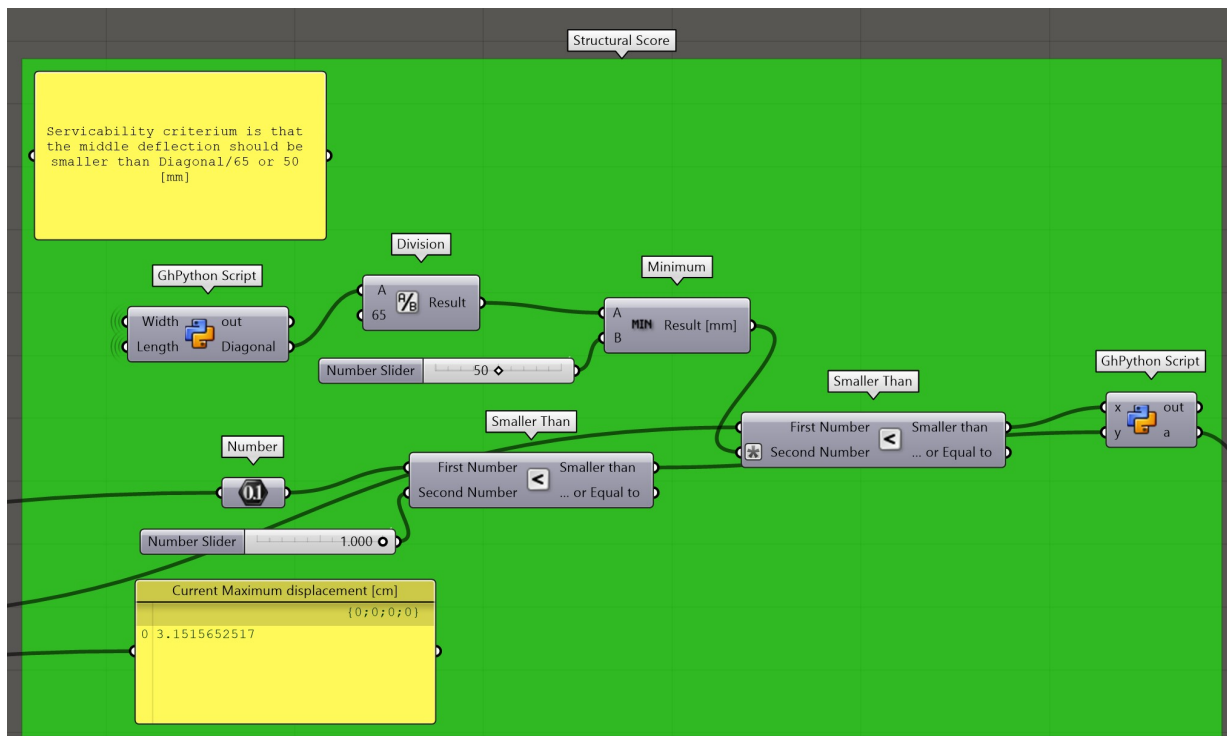 Structural Score
Servicability criterium is that
the middle deflection should be
smaller than Diagonal/65 or 50
[mm]
Division
GhPython Script
Minimum
A
65
A/B
Result
Width
Length
out
Diagonal
A
B
MIN
Result [mm]
Number Slider
50
GhPython Script
Smaller Than
x
y
out
a
Smaller Than
First Number
Second Number
<
Smaller than
... or Equal to
Number
0.1
First Number
Second Number
<
Smaller than
... or Equal to
Number Slider
1.000
Current Maximum displacement [cm]
{0;0;0;0}
0 3.1515652517